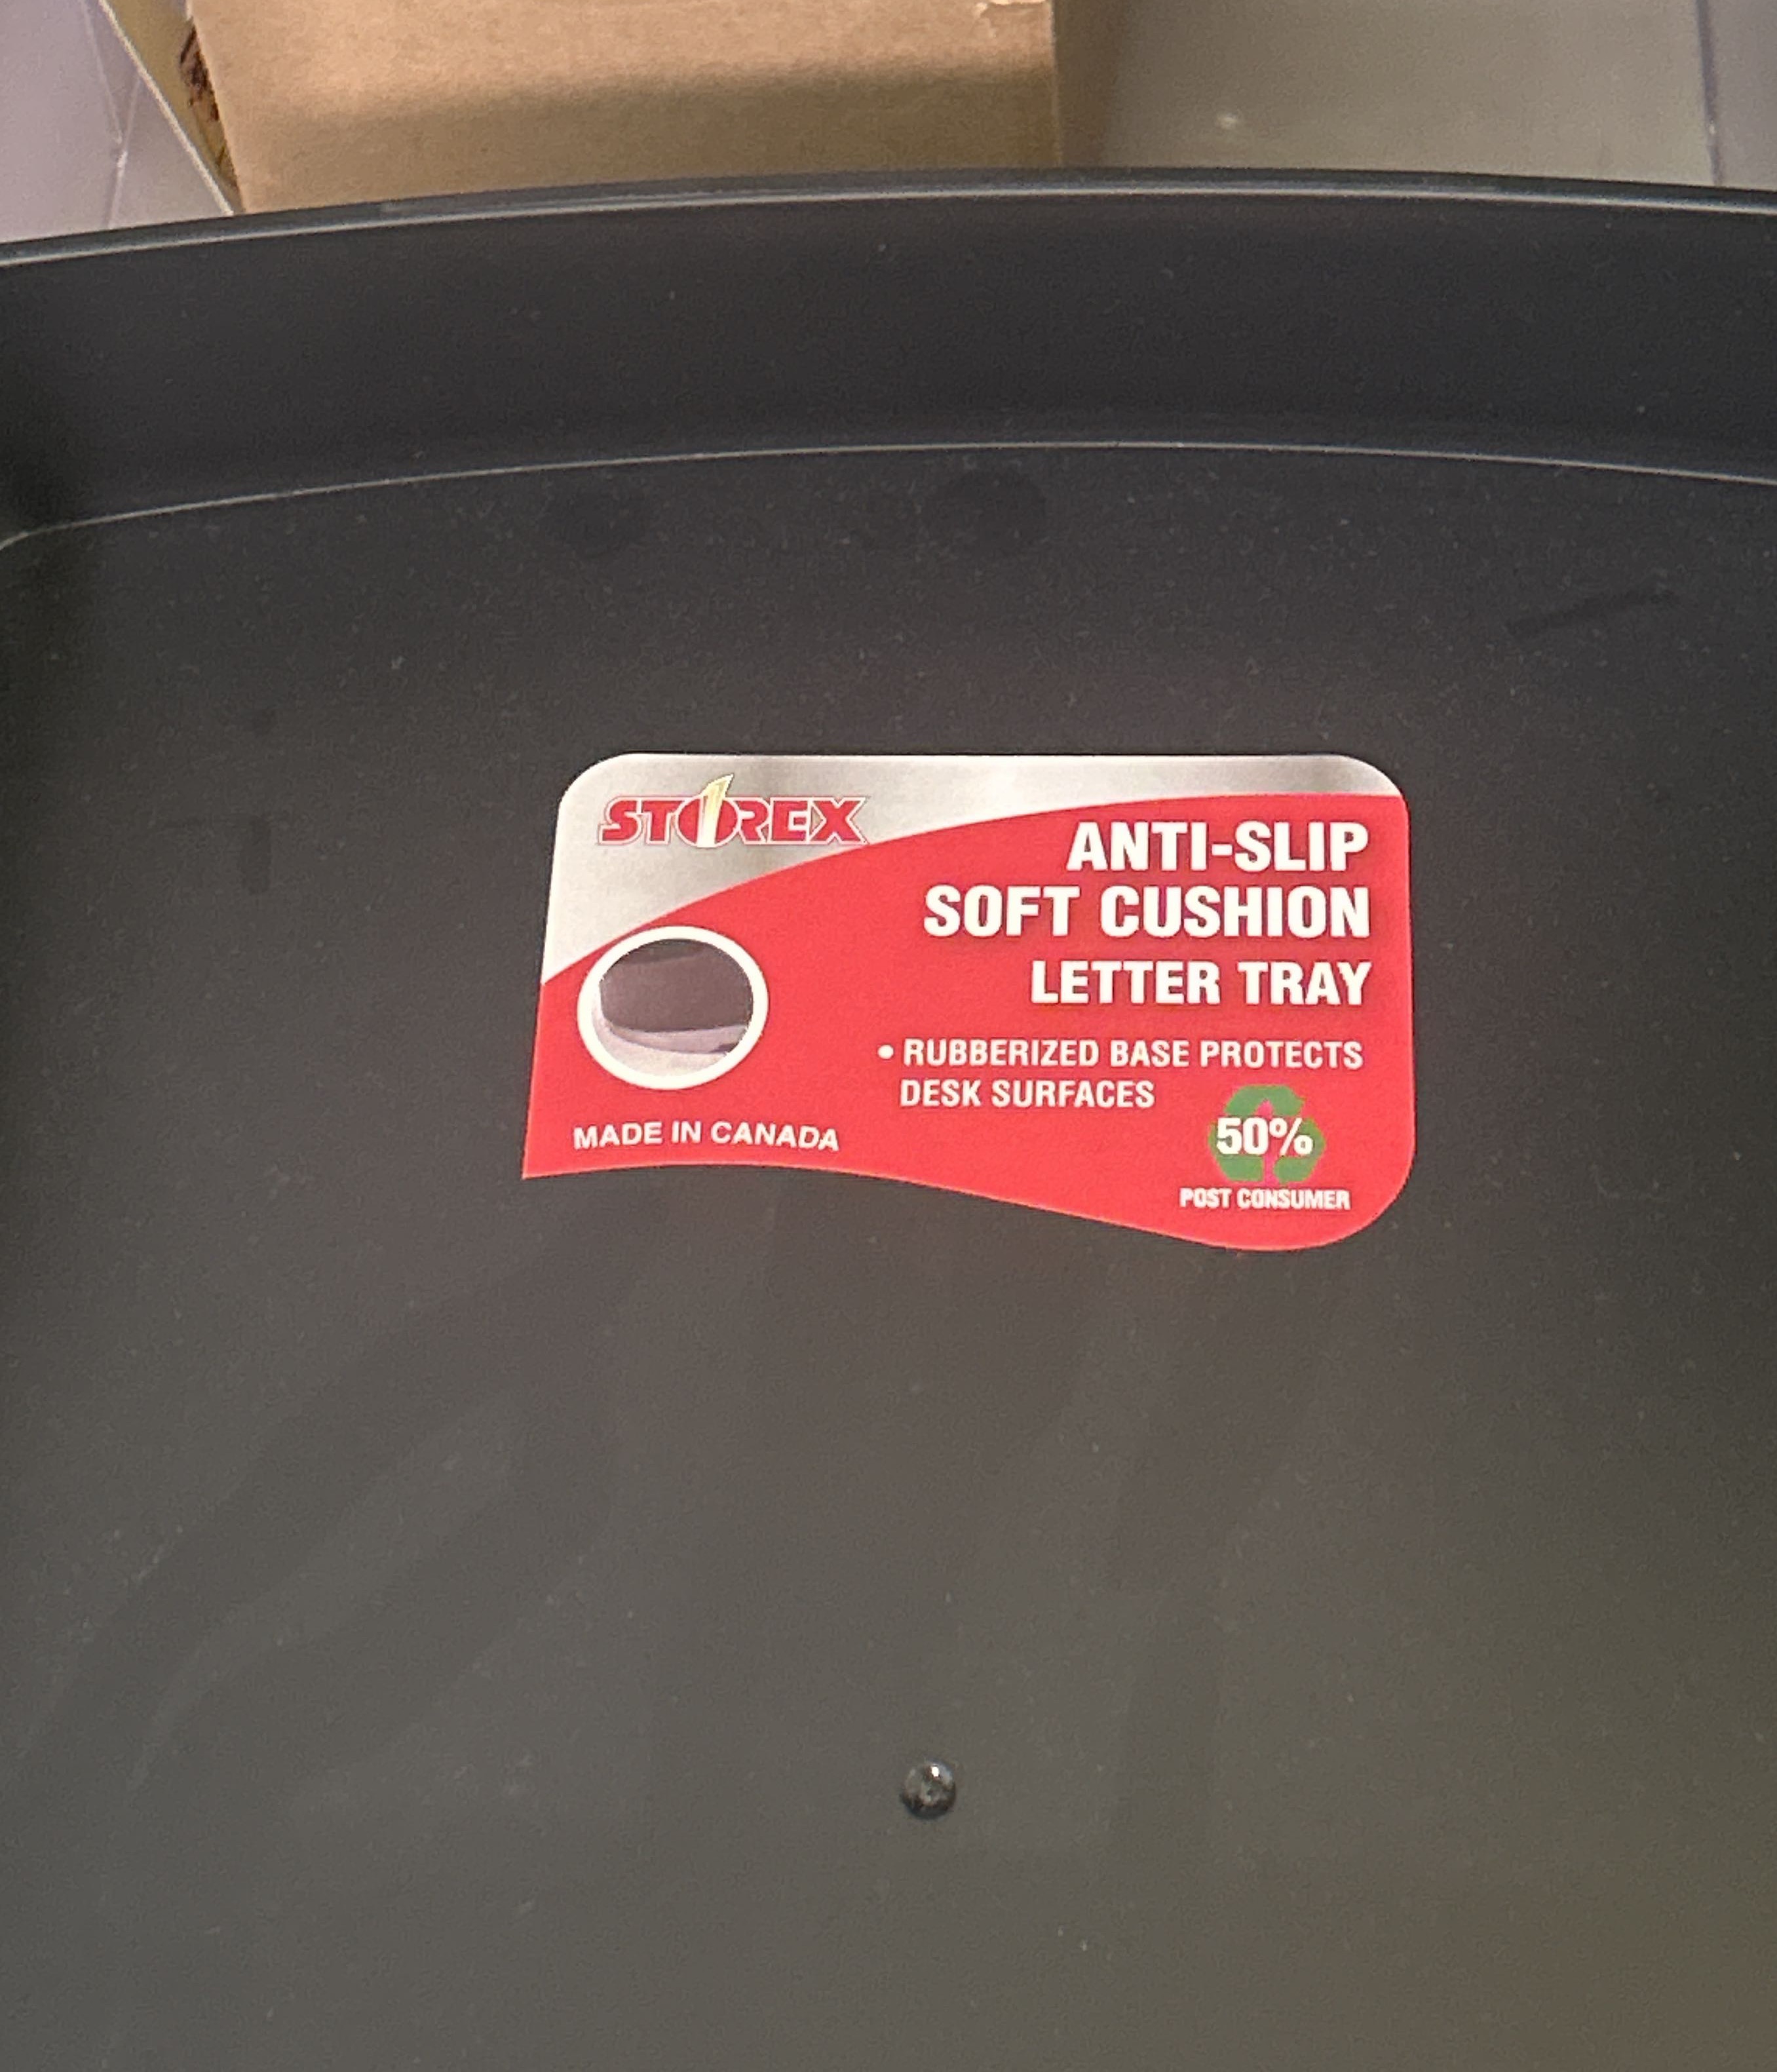 STOREX
ANTI-SLIP
SOFT CUSHION
LETTER TRAY
• RUBBERIZED BASE PROTECTS
DESK SURFACES
MADE IN CANADA
50%
POST CONSUMER